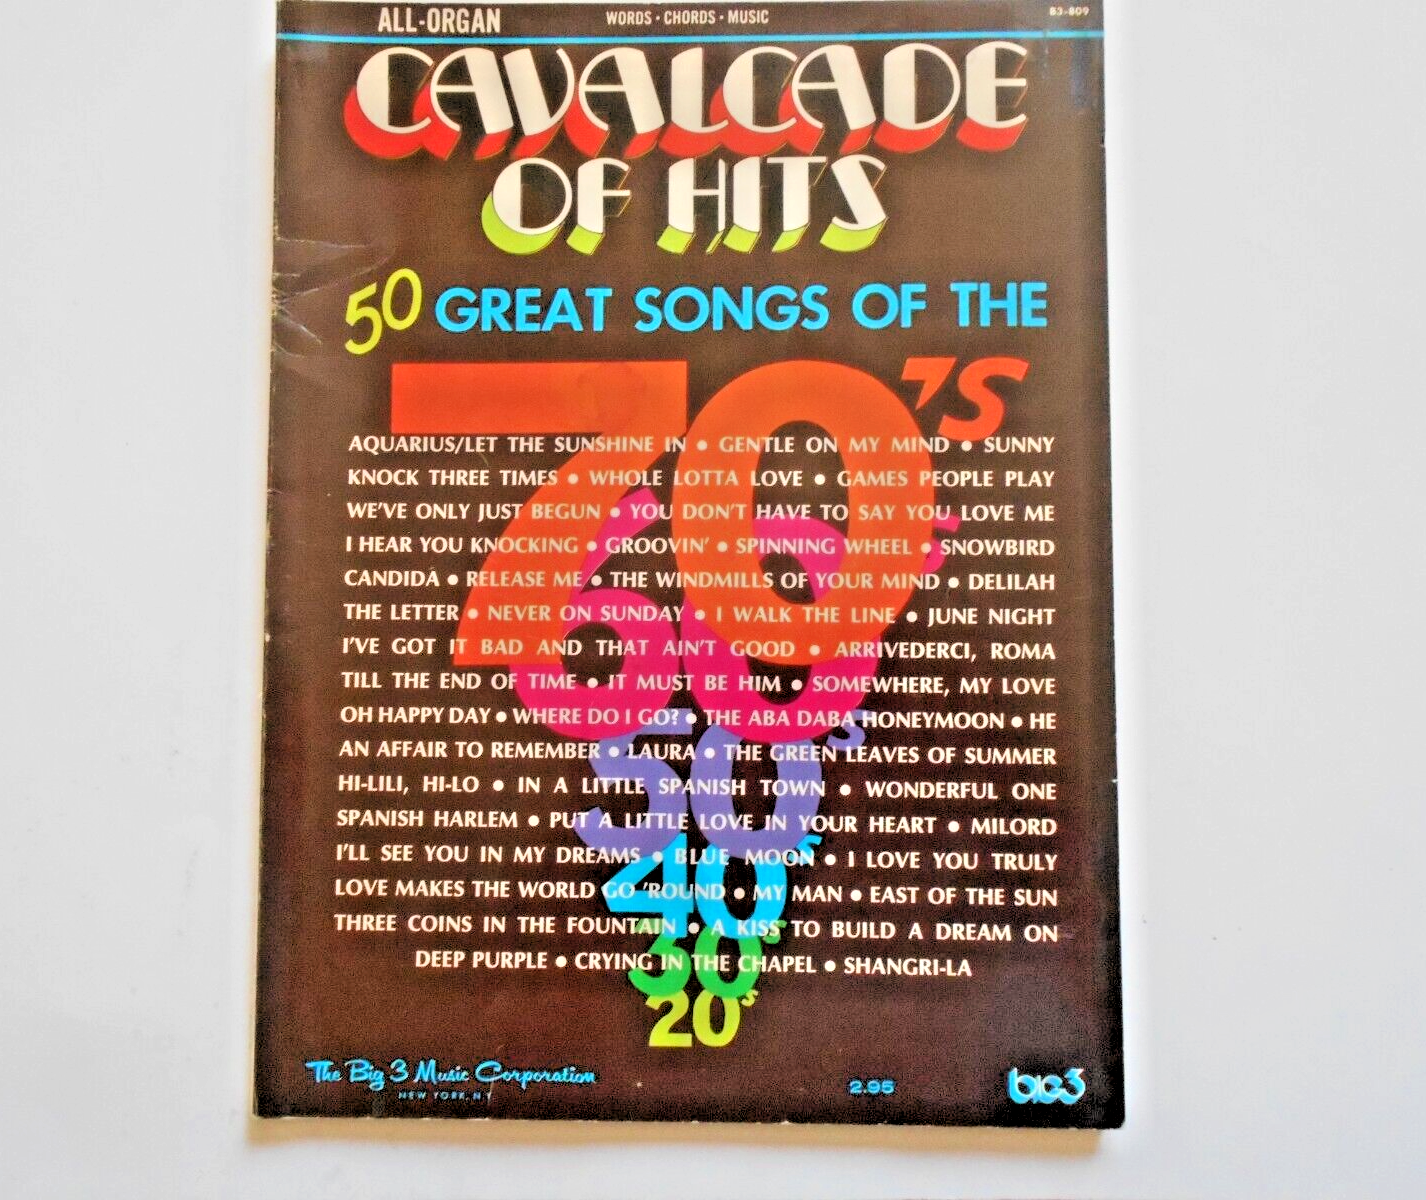 ALL-ORGAN WORDS • CHORDS • MUSIC B3-809
CAVALCADE
OF HITS
50 GREAT SONGS OF THE
70'S
AQUARIUS/LET THE SUNSHINE IN • GENTLE ON MY MIND • SUNNY
KNOCK THREE TIMES • WHOLE LOTTA LOVE • GAMES PEOPLE PLAY
WE'VE ONLY JUST BEGUN • YOU DON'T HAVE TO SAY YOU LOVE ME
I HEAR YOU KNOCKING • GROOVIN' • SPINNING WHEEL • SNOWBIRD
CANDIDA • RELEASE ME • THE WINDMILLS OF YOUR MIND • DELILAH
THE LETTER • NEVER ON SUNDAY • I WALK THE LINE • JUNE NIGHT
I'VE GOT IT BAD AND THAT AIN'T GOOD • ARRIVEDERCI, ROMA
TILL THE END OF TIME • IT MUST BE HIM • SOMEWHERE, MY LOVE
OH HAPPY DAY • WHERE DO I GO? • THE ABA DABA HONEYMOON • HE
AN AFFAIR TO REMEMBER • LAURA • THE GREEN LEAVES OF SUMMER
HI-LILI, HI-LO • IN A LITTLE SPANISH TOWN • WONDERFUL ONE
SPANISH HARLEM • PUT A LITTLE LOVE IN YOUR HEART • MILORD
I'LL SEE YOU IN MY DREAMS • BLUE MOON • I LOVE YOU TRULY
LOVE MAKES THE WORLD GO 'ROUND • MY MAN • EAST OF THE SUN
THREE COINS IN THE FOUNTAIN • A KISS TO BUILD A DREAM ON
DEEP PURPLE • CRYING IN THE CHAPEL • SHANGRI-LA
60's
50's
40's
30's
20's
The Big 3 Music Corporation
NEW YORK, N.Y.
2.95
big3